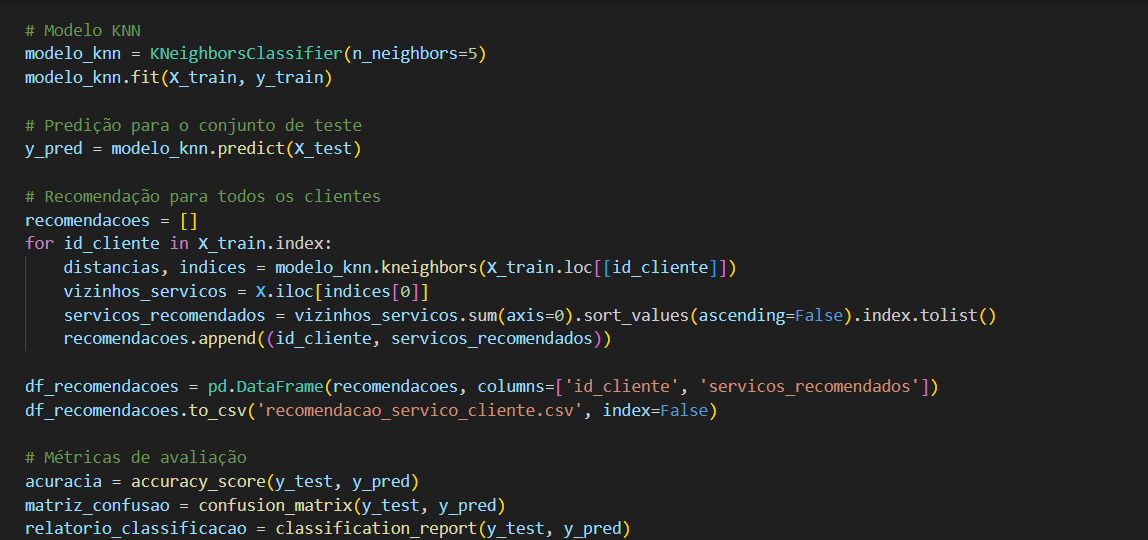 # Modelo KNN
modelo_knn = KNeighborsClassifier(n_neighbors=5)
modelo_knn.fit(X_train, y_train)
# Predição para o conjunto de teste
y_pred = modelo_knn.predict(X_test)
# Recomendação para todos os clientes
recomendacoes = []
for id_cliente in X_train.index:
    distancias, indices = modelo_knn.kneighbors(X_train.loc[[id_cliente]])
    vizinhos_servicos = X.iloc[indices[0]]
    servicos_recomendados = vizinhos_servicos.sum(axis=0).sort_values(ascending=False).index.tolist()
    recomendacoes.append((id_cliente, servicos_recomendados))
df_recomendacoes = pd.DataFrame(recomendacoes, columns=['id_cliente', 'servicos_recomendados'])
df_recomendacoes.to_csv('recomendacao_servico_cliente.csv', index=False)
# Métricas de avaliação
acuracia = accuracy_score(y_test, y_pred)
matriz_confusao = confusion_matrix(y_test, y_pred)
relatorio_classificacao = classification_report(y_test, y_pred)